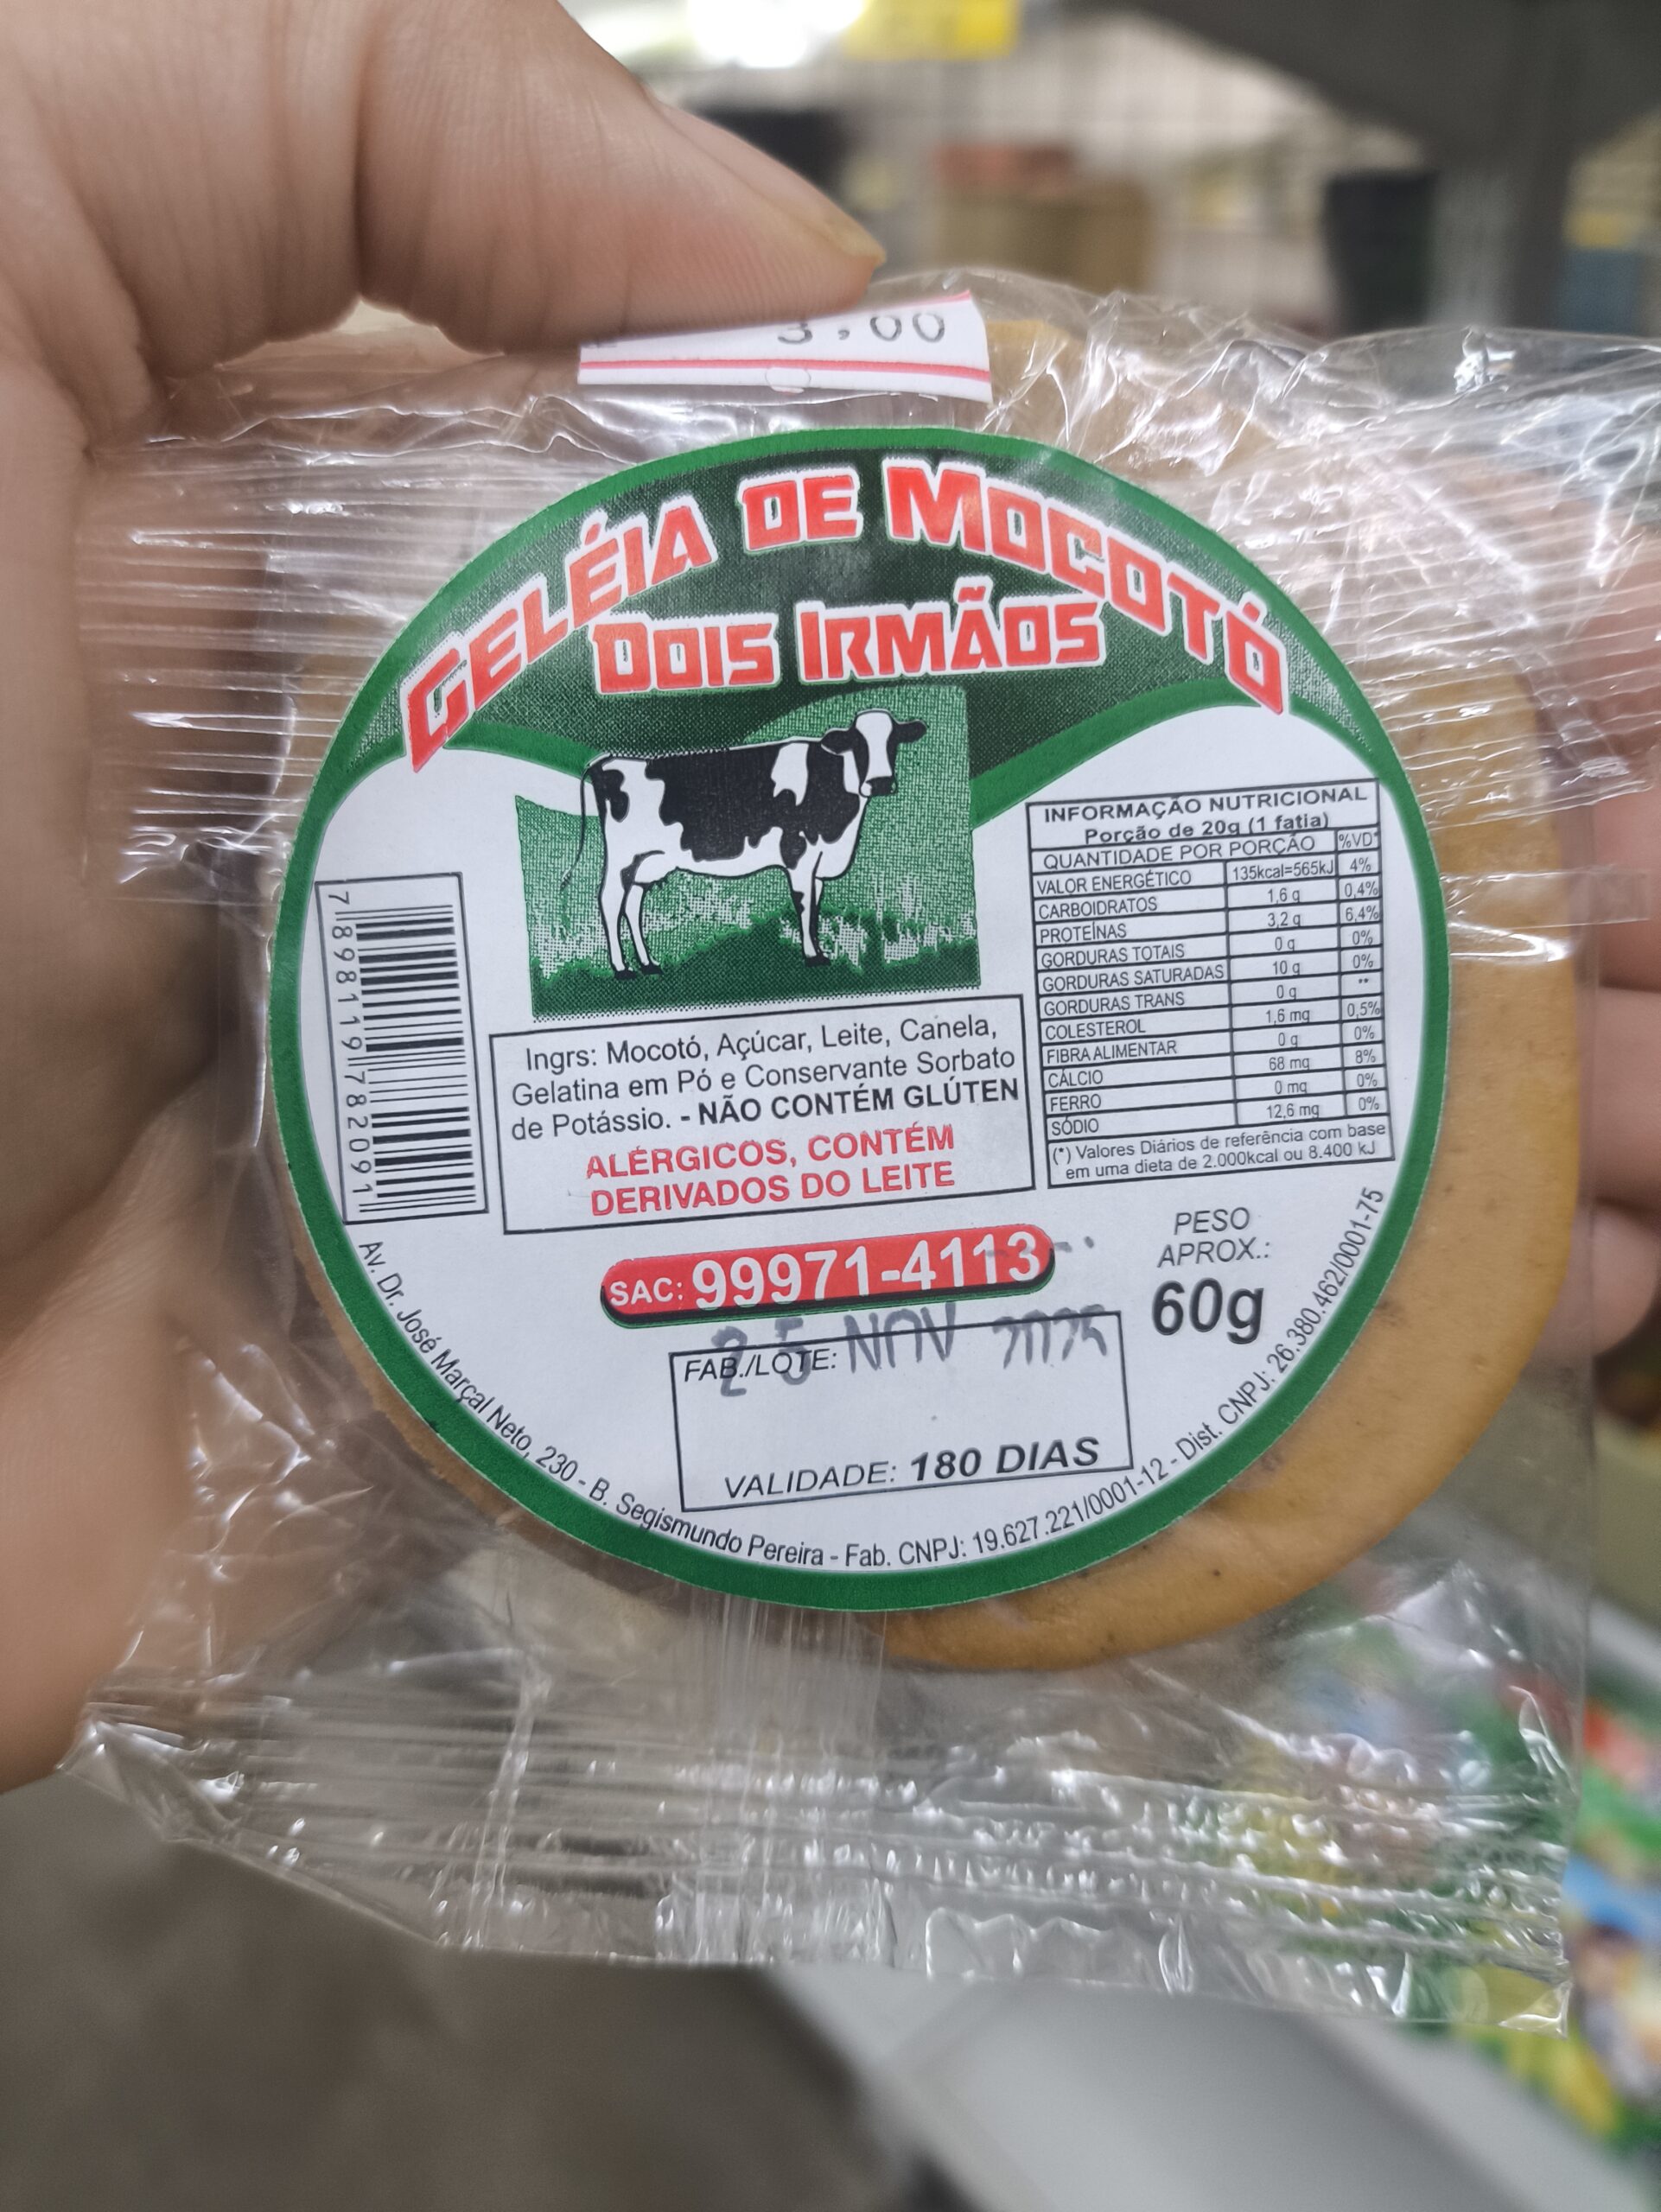 3,00
GELÉIA DE MOCOTÓ
DOIS IRMÃOS
INFORMAÇÃO NUTRICIONAL
Porção de 20g (1 fatia)
QUANTIDADE POR PORÇÃO %VD*
VALOR ENERGÉTICO 135kcal=565kJ 4%
CARBOIDRATOS 1,6 g 0,4%
PROTEÍNAS 3,2 g 6,4%
GORDURAS TOTAIS 0 g 0%
GORDURAS SATURADAS 10 g 0%
GORDURAS TRANS 0 g **
COLESTEROL 1,6 mg 0,5%
FIBRA ALIMENTAR 0 g 0%
CÁLCIO 68 mg 8%
FERRO 0 mg 0%
SÓDIO 12,6 mg 0%
(*) Valores Diários de referência com base
em uma dieta de 2.000kcal ou 8.400 kJ
7 898119 782091
Ingrs: Mocotó, Açúcar, Leite, Canela,
Gelatina em Pó e Conservante Sorbato
de Potássio. - NÃO CONTÉM GLÚTEN
ALÉRGICOS, CONTÉM
DERIVADOS DO LEITE
SAC: 99971-4113
PESO
APROX.:
60g
25 NOV 2025
FAB./LOTE:
VALIDADE: 180 DIAS
Av. Dr. José Marçal Neto, 230 - B. Segismundo Pereira - Fab. CNPJ: 19.627.221/0001-12 - Dist. CNPJ: 26.380.462/0001-75